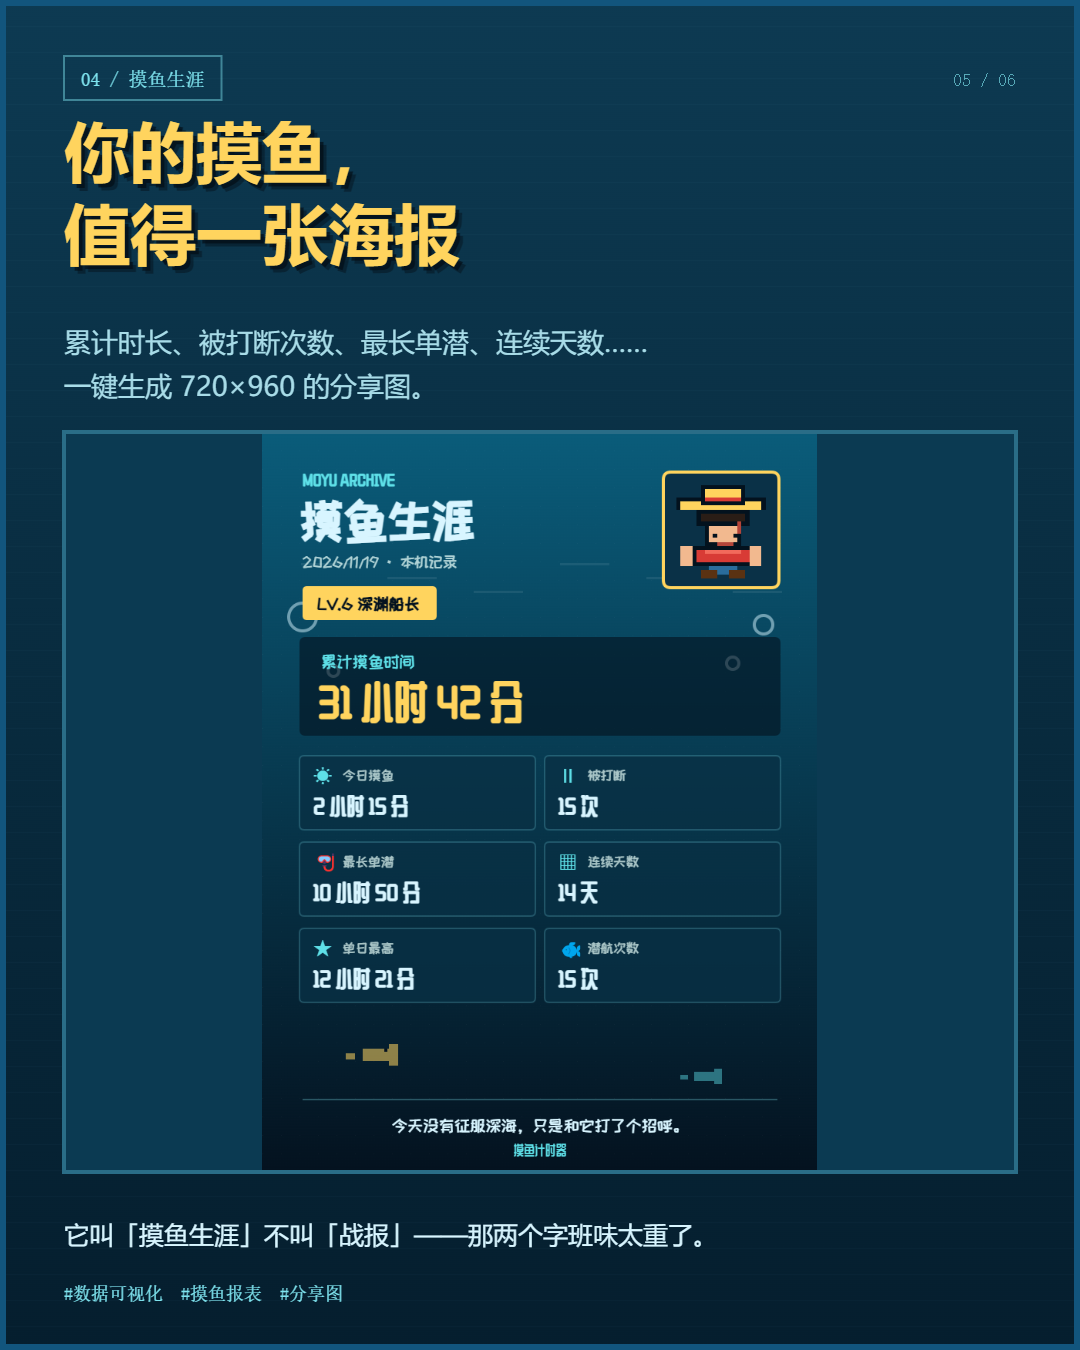 04 / 摸鱼生涯
05 / 06
你的摸鱼，
值得一张海报
累计时长、被打断次数、最长单潜、连续天数……
一键生成 720×960 的分享图。
MOYU ARCHIVE
摸鱼生涯
2026/11/19 · 本机记录
LV.6 深渊船长
累计摸鱼时间
31 小时 42 分
今日摸鱼
2 小时 15 分
被打断
15 次
最长单潜
10 小时 50 分
连续天数
14 天
单日最高
12 小时 21 分
潜航次数
15 次
今天没有征服深海，只是和它打了个招呼。
摸鱼计时器
它叫「摸鱼生涯」不叫「战报」——那两个字班味太重了。
#数据可视化 #摸鱼报表 #分享图